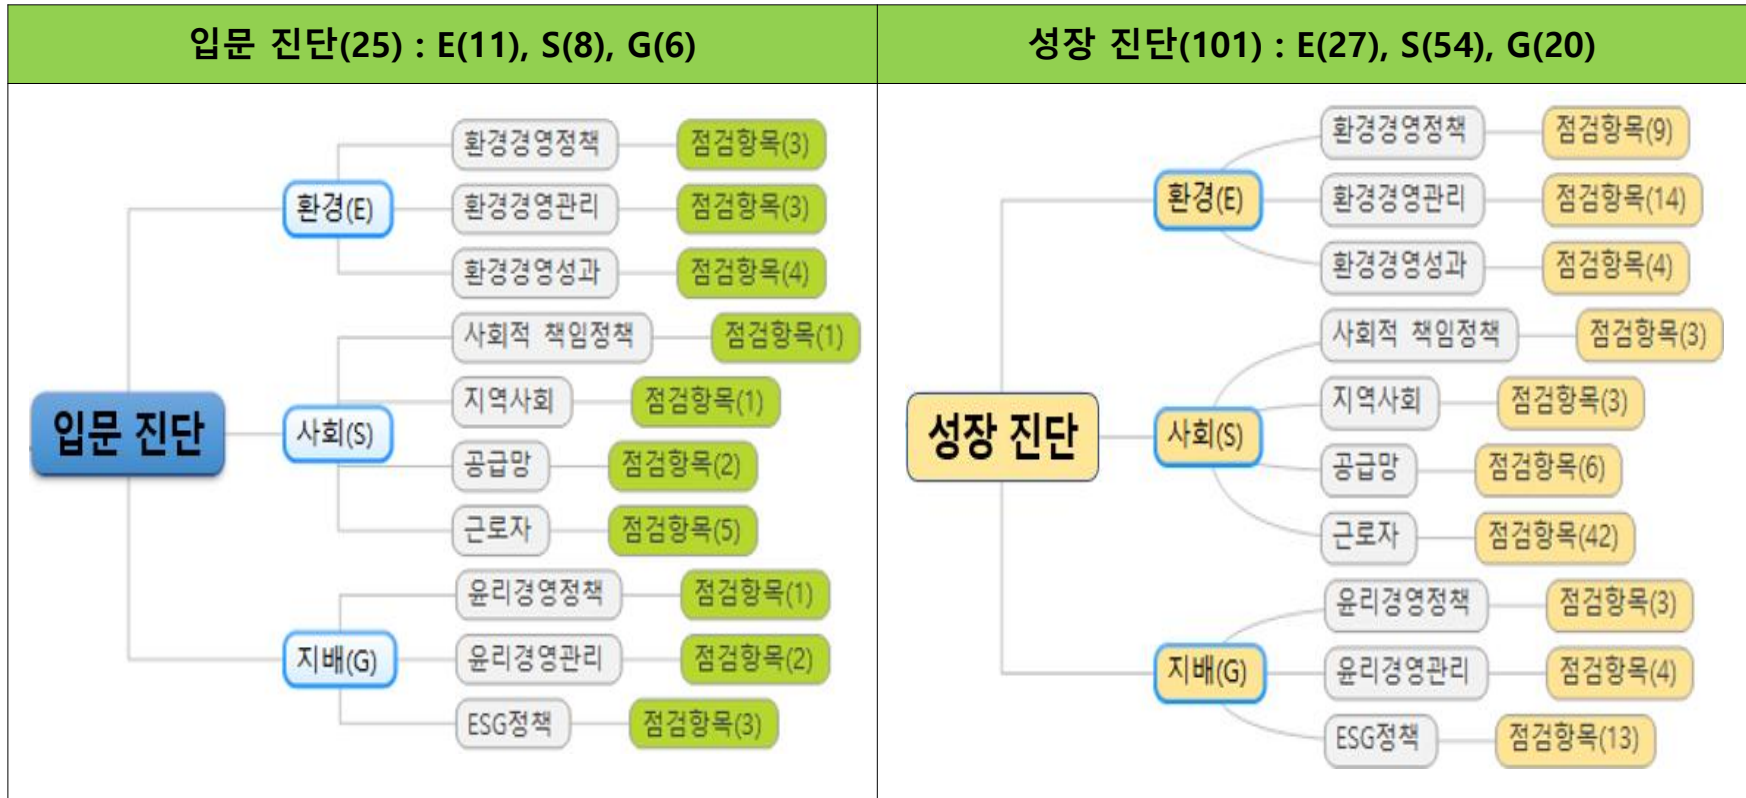 입문 진단(25) : E(11), S(8), G(6)
성장 진단(101) : E(27), S(54), G(20)
입문 진단
환경(E)
환경경영정책
점검항목(3)
환경경영관리
점검항목(3)
환경경영성과
점검항목(4)
사회(S)
사회적 책임정책
점검항목(1)
지역사회
점검항목(1)
공급망
점검항목(2)
근로자
점검항목(5)
지배(G)
윤리경영정책
점검항목(1)
윤리경영관리
점검항목(2)
ESG정책
점검항목(3)
성장 진단
환경(E)
환경경영정책
점검항목(9)
환경경영관리
점검항목(14)
환경경영성과
점검항목(4)
사회(S)
사회적 책임정책
점검항목(3)
지역사회
점검항목(3)
공급망
점검항목(6)
근로자
점검항목(42)
지배(G)
윤리경영정책
점검항목(3)
윤리경영관리
점검항목(4)
ESG정책
점검항목(13)